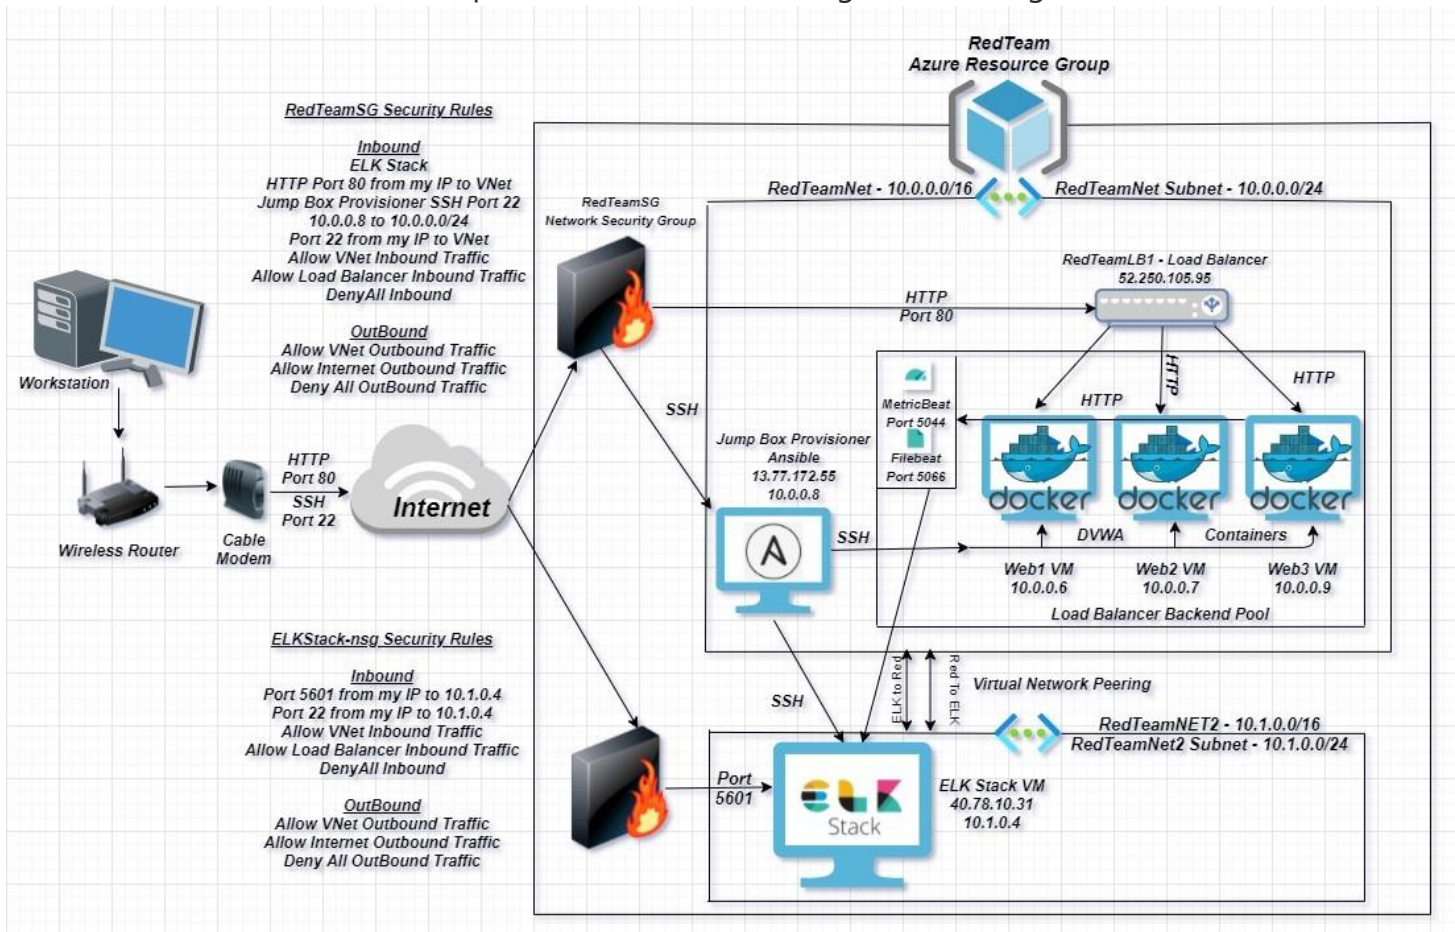 RedTeam
Azure Resource Group
RedTeamSG Security Rules
Inbound
ELK Stack
HTTP Port 80 from my IP to VNet
Jump Box Provisioner SSH Port 22
10.0.0.8 to 10.0.0.0/24
Port 22 from my IP to VNet
Allow VNet Inbound Traffic
Allow Load Balancer Inbound Traffic
DenyAll Inbound
OutBound
Allow VNet Outbound Traffic
Allow Internet Outbound Traffic
Deny All OutBound Traffic
RedTeamNet - 10.0.0.0/16
RedTeamNet Subnet - 10.0.0.0/24
RedTeamSG
Network Security Group
RedTeamLB1 - Load Balancer
52.250.105.95
HTTP
Port 80
Workstation
HTTP
HTTP
HTTP
MetricBeat
Port 5044
Filebeat
Port 5066
SSH
Jump Box Provisioner
Ansible
13.77.172.55
10.0.0.8
docker
docker
docker
HTTP
Port 80
SSH
Port 22
Internet
Wireless Router
Cable
Modem
SSH
DVWA
Containers
Web1 VM
10.0.0.6
Web2 VM
10.0.0.7
Web3 VM
10.0.0.9
Load Balancer Backend Pool
ELKStack-nsg Security Rules
Inbound
Port 5601 from my IP to 10.1.0.4
Port 22 from my IP to 10.1.0.4
Allow VNet Inbound Traffic
Allow Load Balancer Inbound Traffic
DenyAll Inbound
OutBound
Allow VNet Outbound Traffic
Allow Internet Outbound Traffic
Deny All OutBound Traffic
SSH
ELK to Red
Red To ELK
Virtual Network Peering
RedTeamNET2 - 10.1.0.0/16
RedTeamNet2 Subnet - 10.1.0.0/24
Port
5601
ELK
Stack
ELK Stack VM
40.78.10.31
10.1.0.4